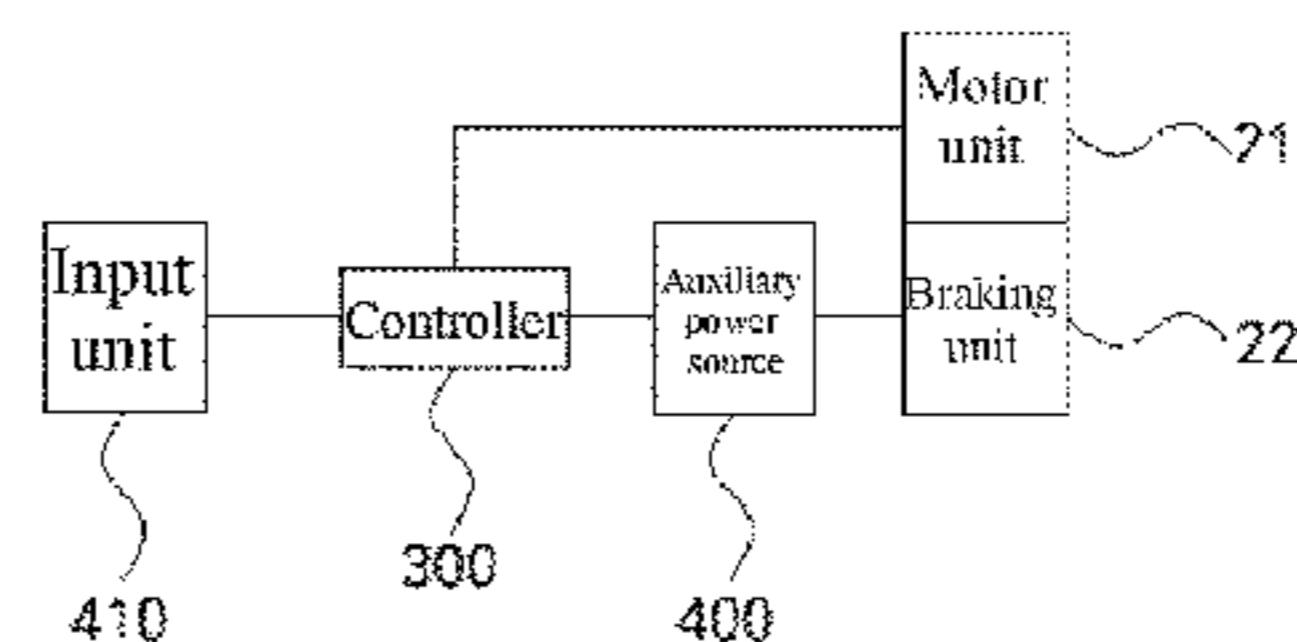 Motor
unit
21
Input
unit
Controller
Auxiliary
power
source
Braking
unit
22
300
410
400